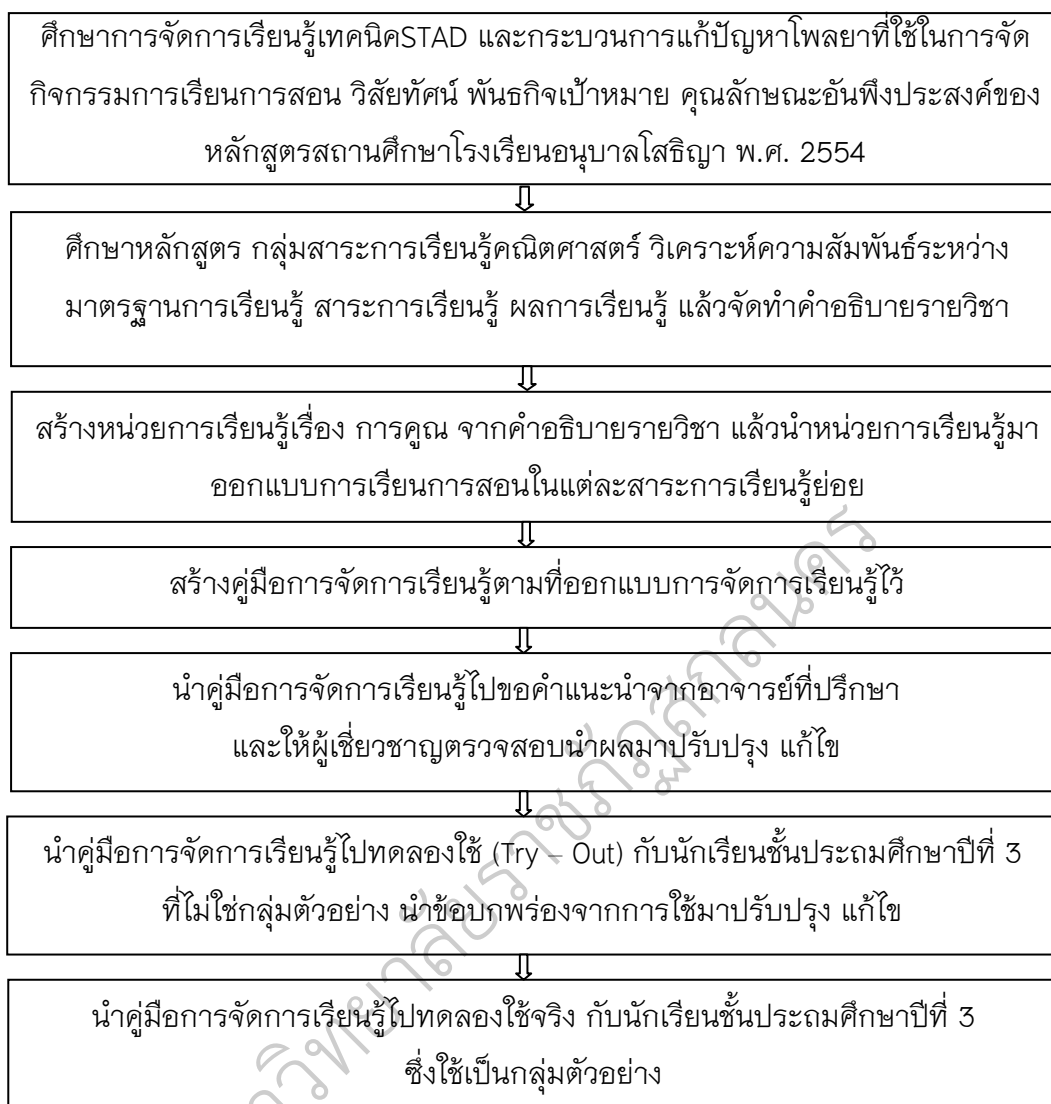 ศึกษาการจัดการเรียนรู้เทคนิคSTAD และกระบวนการแก้ปัญหาโพลยาที่ใช้ในการจัด
กิจกรรมการเรียนการสอน วิสัยทัศน์ พันธกิจเป้าหมาย คุณลักษณะอันพึงประสงค์ของ
หลักสูตรสถานศึกษาโรงเรียนอนุบาลโสธิญา พ.ศ. 2554
ศึกษาหลักสูตร กลุ่มสาระการเรียนรู้คณิตศาสตร์ วิเคราะห์ความสัมพันธ์ระหว่าง
มาตรฐานการเรียนรู้ สาระการเรียนรู้ ผลการเรียนรู้ แล้วจัดทำคำอธิบายรายวิชา
สร้างหน่วยการเรียนรู้เรื่อง การคูณ จากคำอธิบายรายวิชา แล้วนำหน่วยการเรียนรู้มา
ออกแบบการเรียนการสอนในแต่ละสาระการเรียนรู้ย่อย
สร้างคู่มือการจัดการเรียนรู้ตามที่ออกแบบการจัดการเรียนรู้ไว้
นำคู่มือการจัดการเรียนรู้ไปขอคำแนะนำจากอาจารย์ที่ปรึกษา
และให้ผู้เชี่ยวชาญตรวจสอบนำผลมาปรับปรุง แก้ไข
นำคู่มือการจัดการเรียนรู้ไปทดลองใช้ (Try – Out) กับนักเรียนชั้นประถมศึกษาปีที่ 3
ที่ไม่ใช่กลุ่มตัวอย่าง นำข้อบกพร่องจากการใช้มาปรับปรุง แก้ไข
นำคู่มือการจัดการเรียนรู้ไปทดลองใช้จริง กับนักเรียนชั้นประถมศึกษาปีที่ 3
ซึ่งใช้เป็นกลุ่มตัวอย่าง